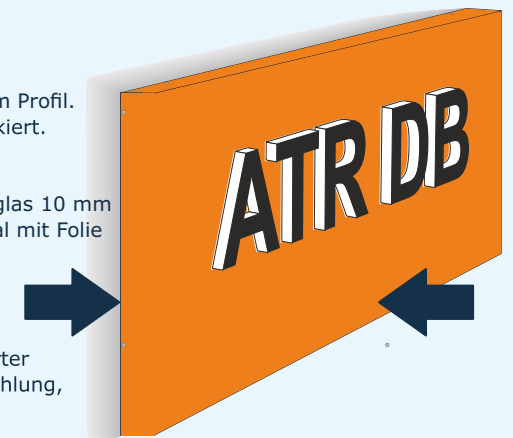 m Profil.
kiert.
glas 10 mm
al mit Folie
ter
hlung,
ATR DB